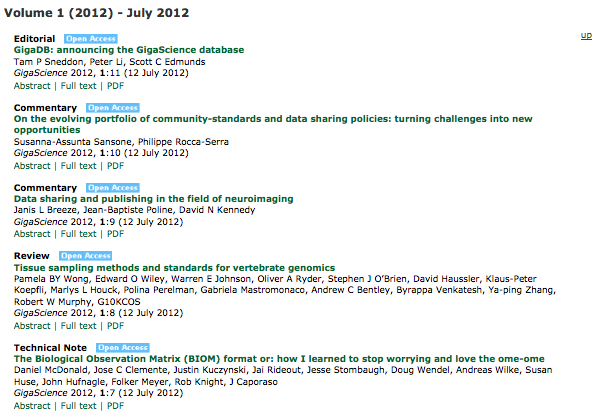 Volume 1 (2012) - July 2012
up
Editorial Open Access
GigaDB: announcing the GigaScience database
Tam P Sneddon, Peter Li, Scott C Edmunds
GigaScience 2012, 1:11 (12 July 2012)
Abstract | Full text | PDF
Commentary Open Access
On the evolving portfolio of community-standards and data sharing policies: turning challenges into new
opportunities
Susanna-Assunta Sansone, Philippe Rocca-Serra
GigaScience 2012, 1:10 (12 July 2012)
Abstract | Full text | PDF
Commentary Open Access
Data sharing and publishing in the field of neuroimaging
Janis L Breeze, Jean-Baptiste Poline, David N Kennedy
GigaScience 2012, 1:9 (12 July 2012)
Abstract | Full text | PDF
Review Open Access
Tissue sampling methods and standards for vertebrate genomics
Pamela BY Wong, Edward O Wiley, Warren E Johnson, Oliver A Ryder, Stephen J O’Brien, David Haussler, Klaus-Peter
Koepfli, Marlys L Houck, Polina Perelman, Gabriela Mastromonaco, Andrew C Bentley, Byrappa Venkatesh, Ya-ping Zhang,
Robert W Murphy, G10KCOS
GigaScience 2012, 1:8 (12 July 2012)
Abstract | Full text | PDF
Technical Note Open Access
The Biological Observation Matrix (BIOM) format or: how I learned to stop worrying and love the ome-ome
Daniel McDonald, Jose C Clemente, Justin Kuczynski, Jai Rideout, Jesse Stombaugh, Doug Wendel, Andreas Wilke, Susan
Huse, John Hufnagle, Folker Meyer, Rob Knight, J Caporaso
GigaScience 2012, 1:7 (12 July 2012)
Abstract | Full text | PDF